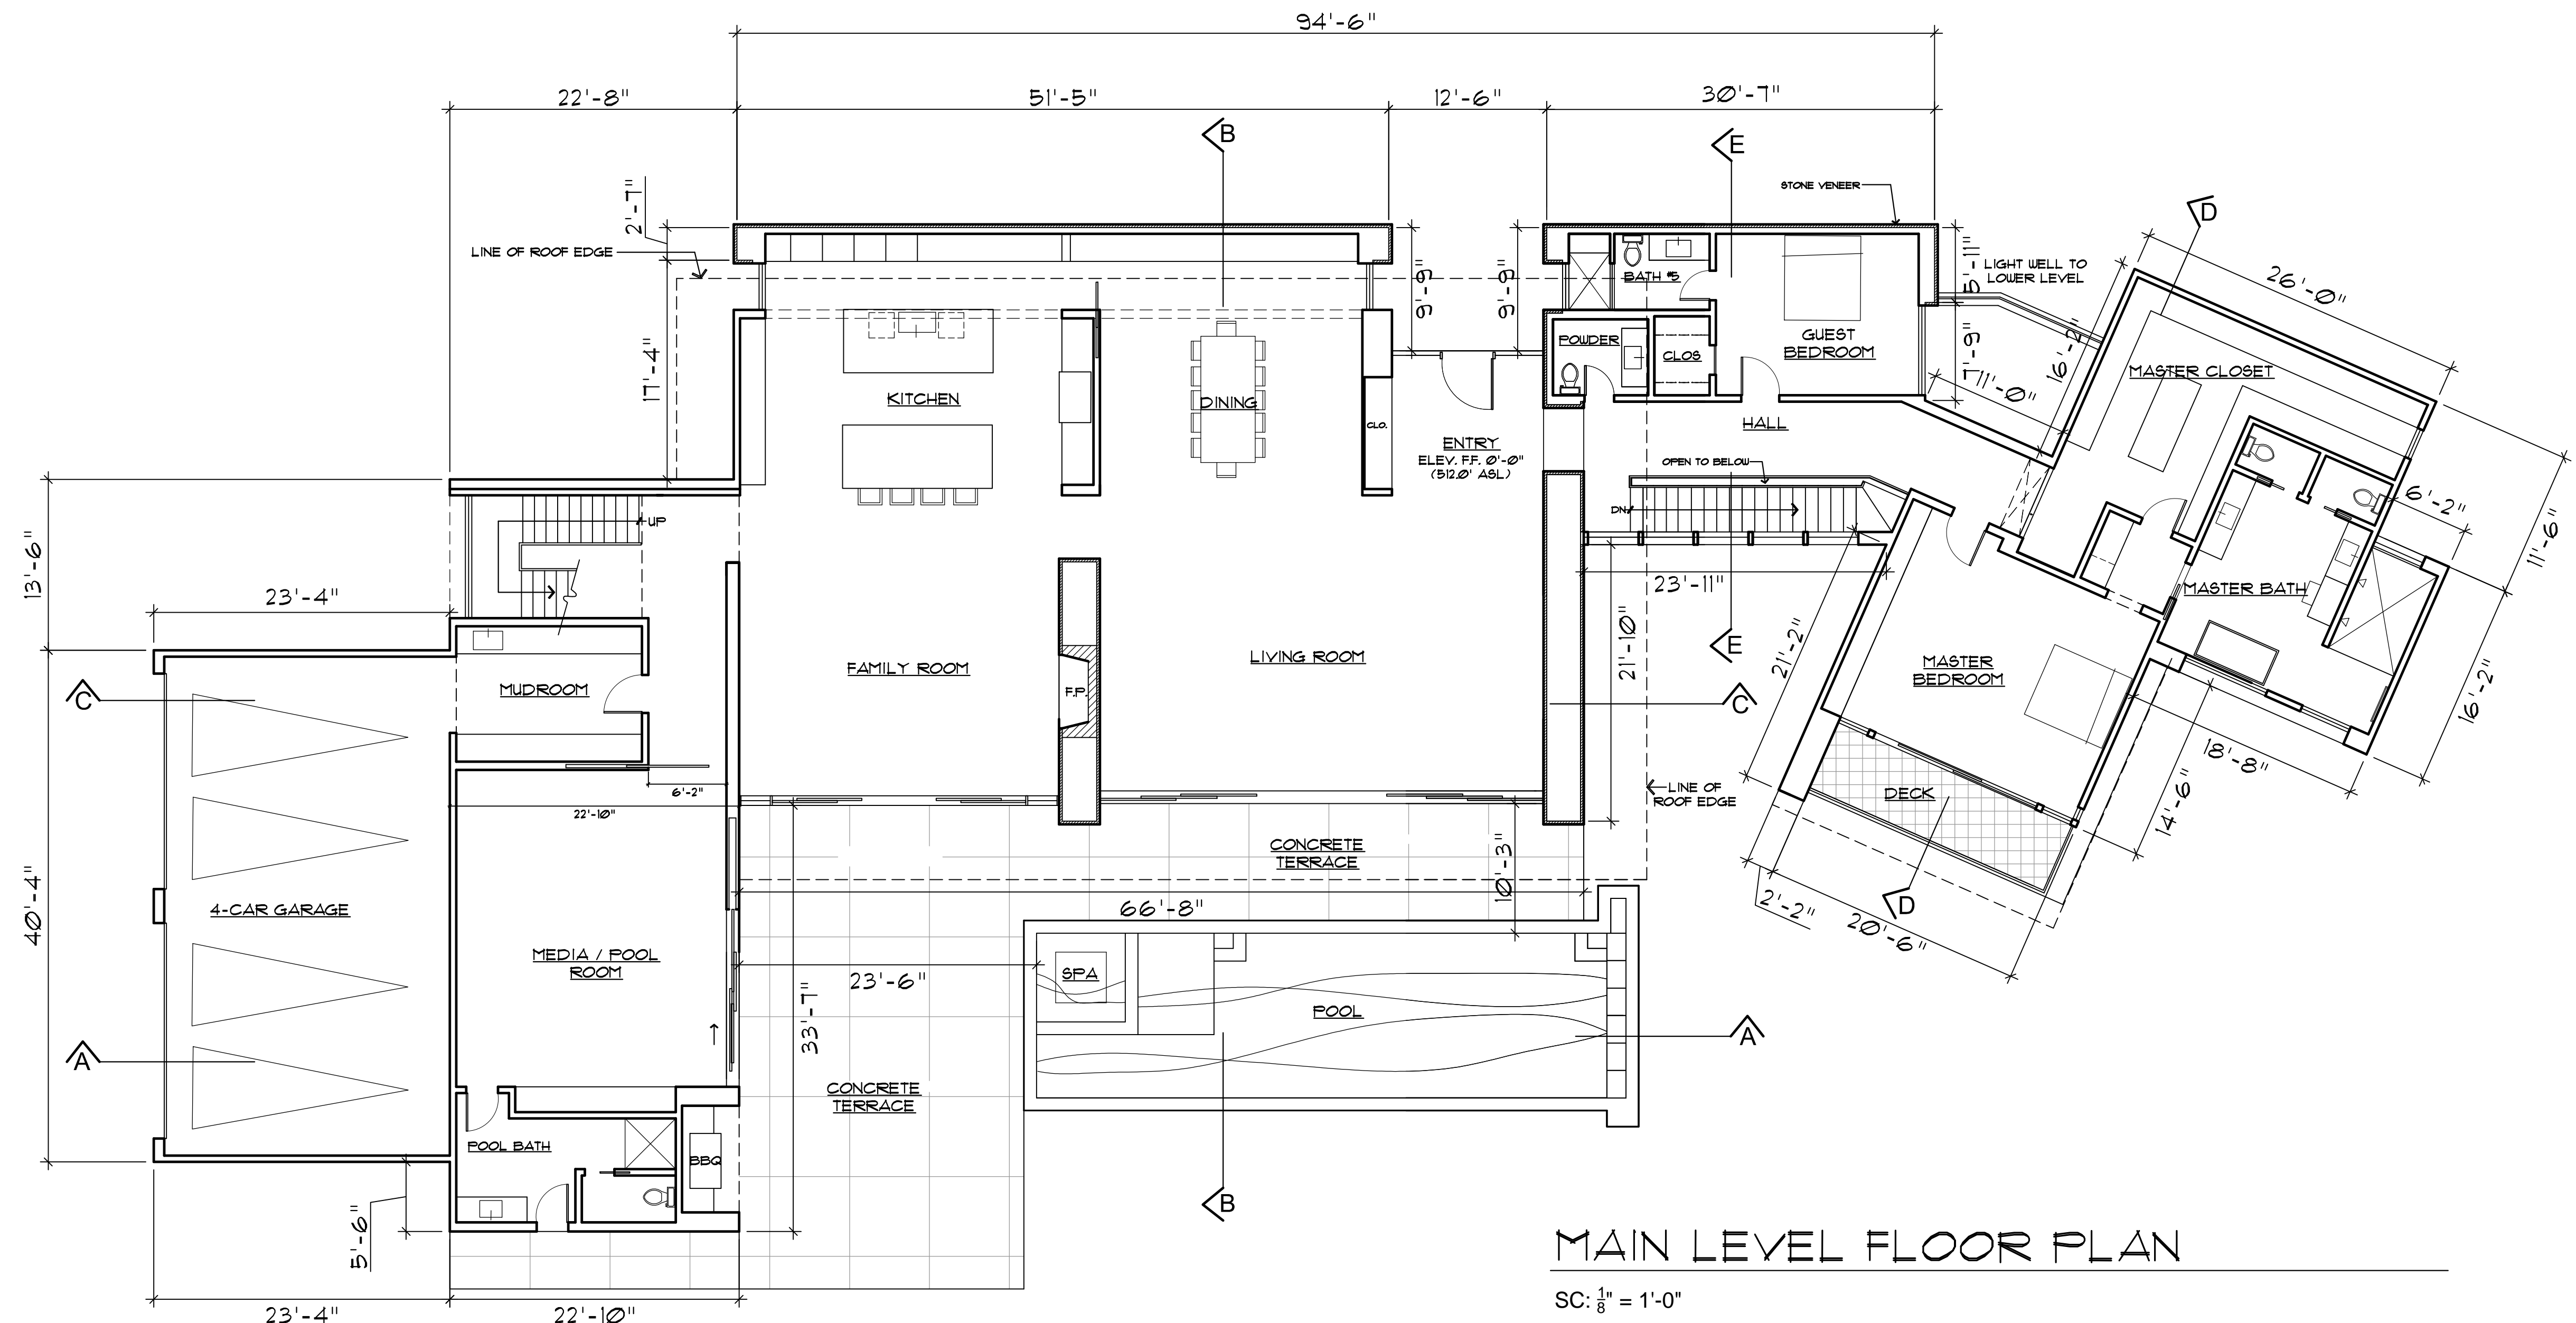 94'-6"
22'-8"
51'-5"
12'-6"
30'-7"
B
E
STONE VENEER
2'-7"
D
LINE OF ROOF EDGE
9'-9"
9'-9"
5'-11"
LIGHT WELL TO
LOWER LEVEL
26'-0"
BATH #5
17'-4"
POWDER
CLOS
GUEST
BEDROOM
7'-9"
16'-2"
11'-0"
MASTER CLOSET
KITCHEN
DINING
CLO.
ENTRY
ELEV. F.F. 0'-0"
(512.0' ASL)
HALL
OPEN TO BELOW
DN
UP
6'-2"
11'-6"
13'-6"
23'-4"
23'-11"
MASTER BATH
21'-10"
21'-2"
E
FAMILY ROOM
LIVING ROOM
MASTER
BEDROOM
MUDROOM
C
F.P.
C
16'-2"
18'-8"
6'-2"
22'-10"
LINE OF
ROOF EDGE
DECK
14'-6"
CONCRETE
TERRACE
10'-3"
40'-4"
4-CAR GARAGE
66'-8"
D
2'-2"
20'-6"
MEDIA / POOL
ROOM
23'-6"
SPA
POOL
33'-7"
A
A
CONCRETE
TERRACE
POOL BATH
BBQ
B
5'-6"
MAIN LEVEL FLOOR PLAN
SC: 1/8" = 1'-0"
23'-4"
22'-10"